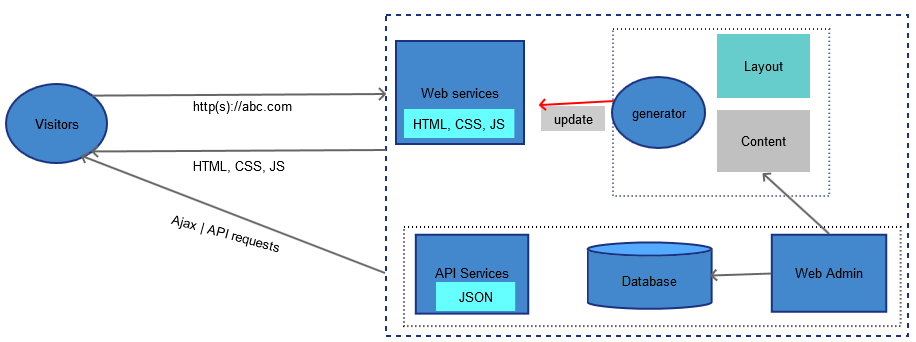 Layout
Web services
http(s)://abc.com
HTML, CSS, JS
update
generator
Visitors
Content
HTML, CSS, JS
Ajax | API requests
API Services
JSON
Database
Web Admin